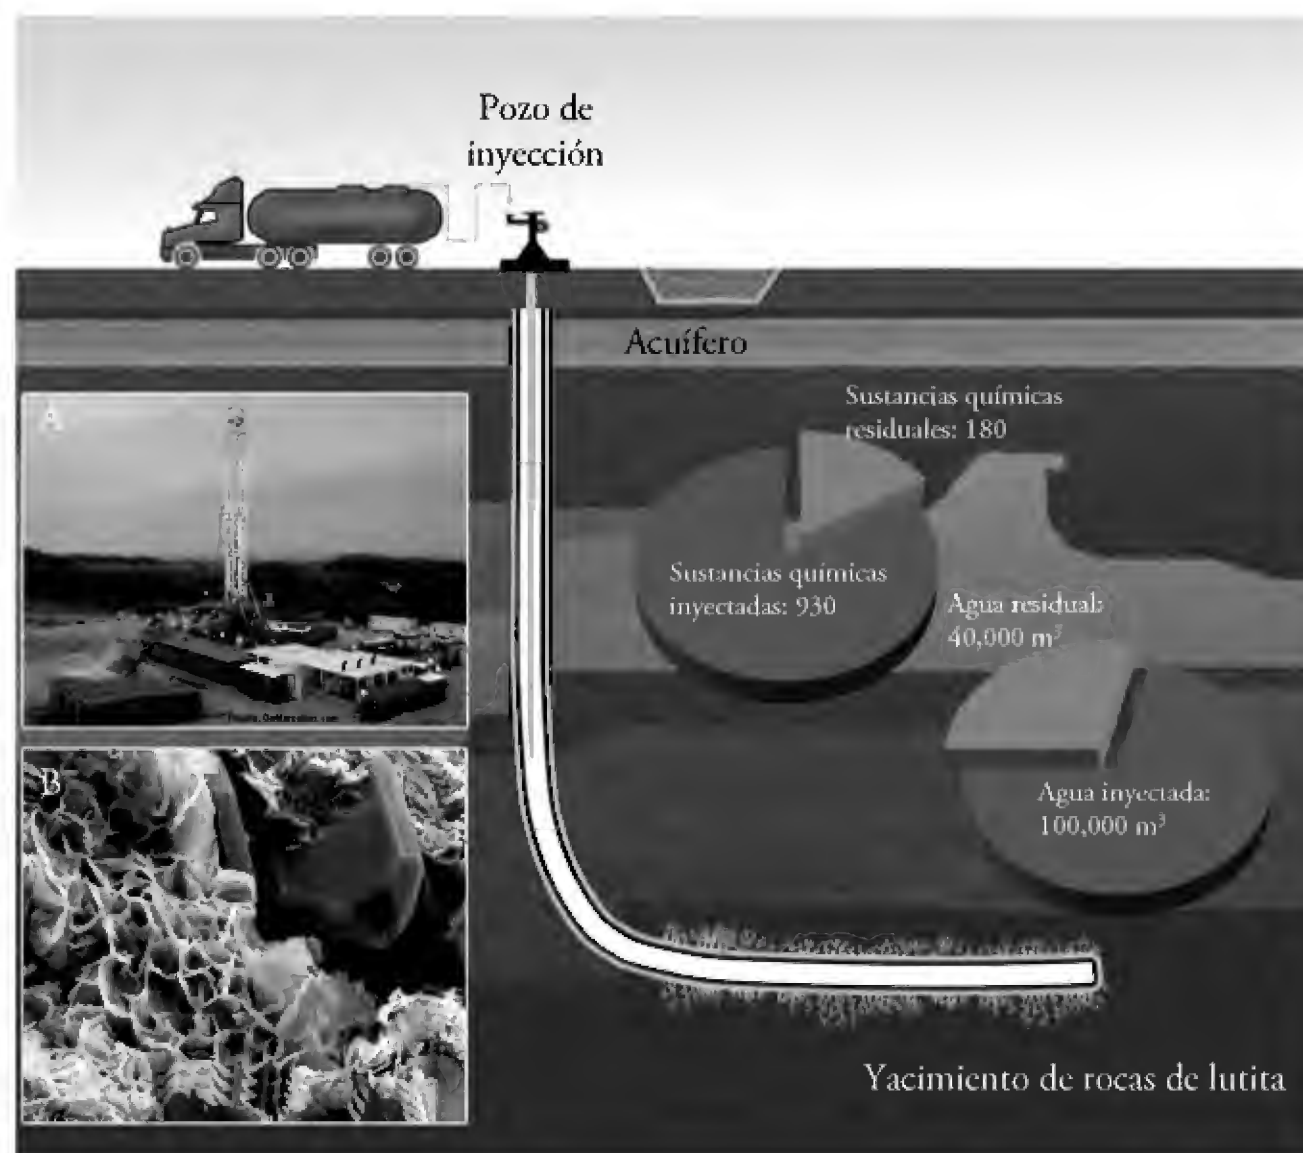 Pozo de
inyección
Acuífero
A
Sustancias químicas
residuales: 180
Sustancias químicas
inyectadas: 930
Agua residual:
40,000 m³
B
Agua inyectada:
100,000 m³
Yacimiento de rocas de lutita